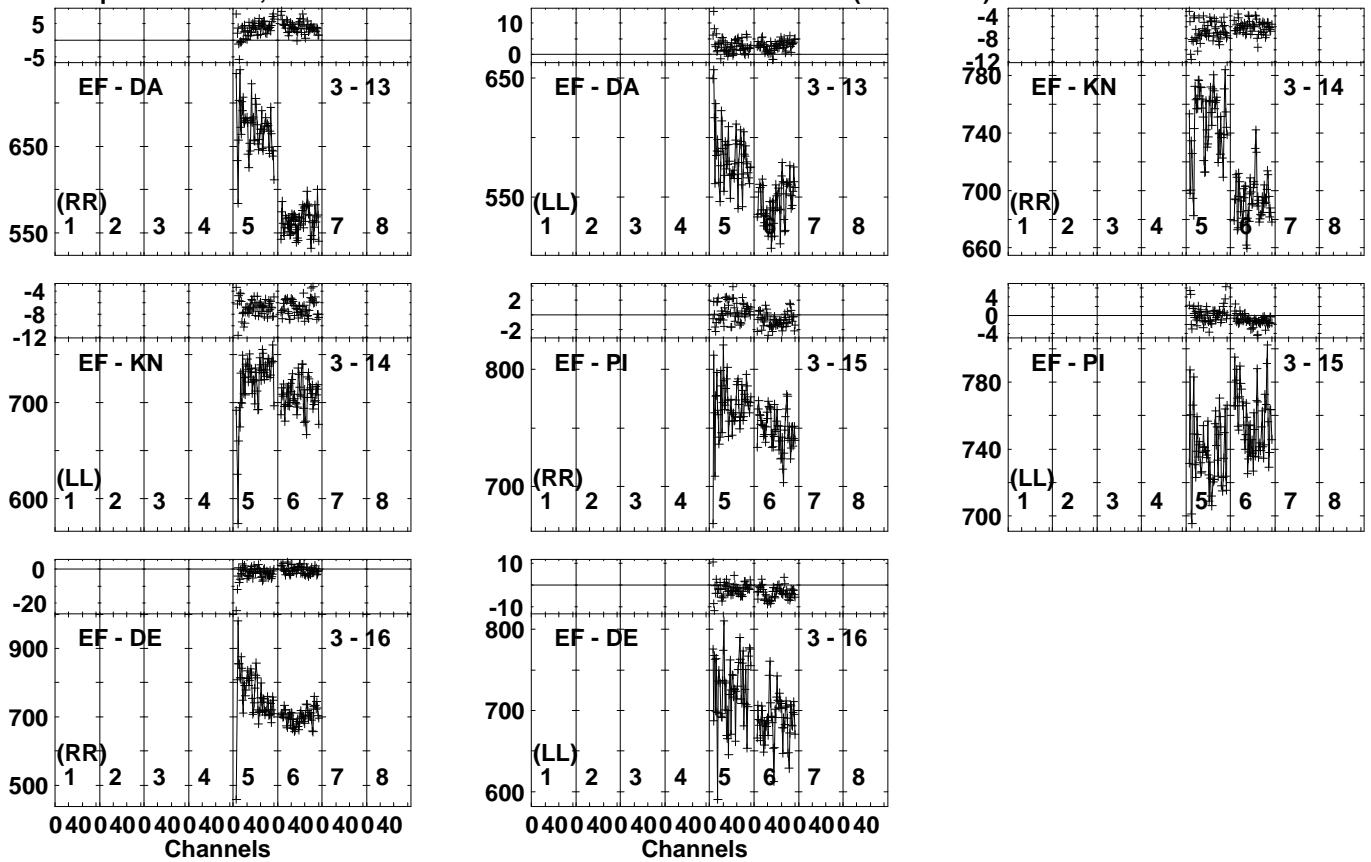 5
-5
EF - DA 3 - 13
650
550
(RR)
1 2 3 4 5 6 7 8
10
0
650
EF - DA 3 - 13
550
(LL)
1 2 3 4 5 6 7 8
-4
-8
-12
780
EF - KN 3 - 14
740
700
660
(RR)
1 2 3 4 5 6 7 8
-4
-8
-12
EF - KN 3 - 14
700
600
(LL)
1 2 3 4 5 6 7 8
2
-2
800
EF - PI 3 - 15
700
(RR)
1 2 3 4 5 6 7 8
4
0
-4
780
EF - PI 3 - 15
740
700
(LL)
1 2 3 4 5 6 7 8
0
-20
900
EF - DE 3 - 16
700
500
(RR)
1 2 3 4 5 6 7 8
10
-10
800
EF - DE 3 - 16
700
600
(LL)
1 2 3 4 5 6 7 8
0 40 0 40 0 40 0 40 0 40 0 40 0 40 0 40
Channels
0 40 0 40 0 40 0 40 0 40 0 40 0 40 0 40
Channels